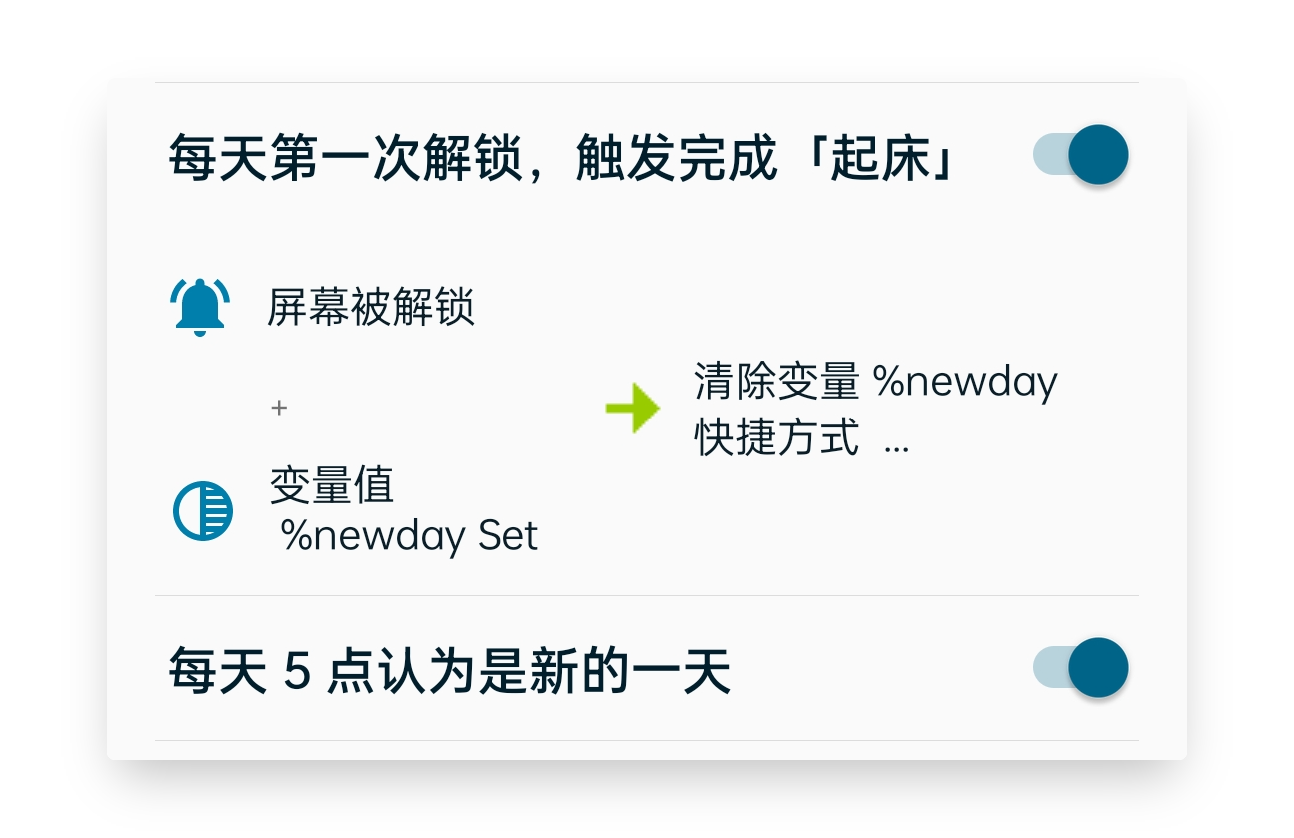 每天第一次解锁，触发完成「起床」
屏幕被解锁
+
变量值
%newday Set
清除变量 %newday
快捷方式 ...
每天 5 点认为是新的一天